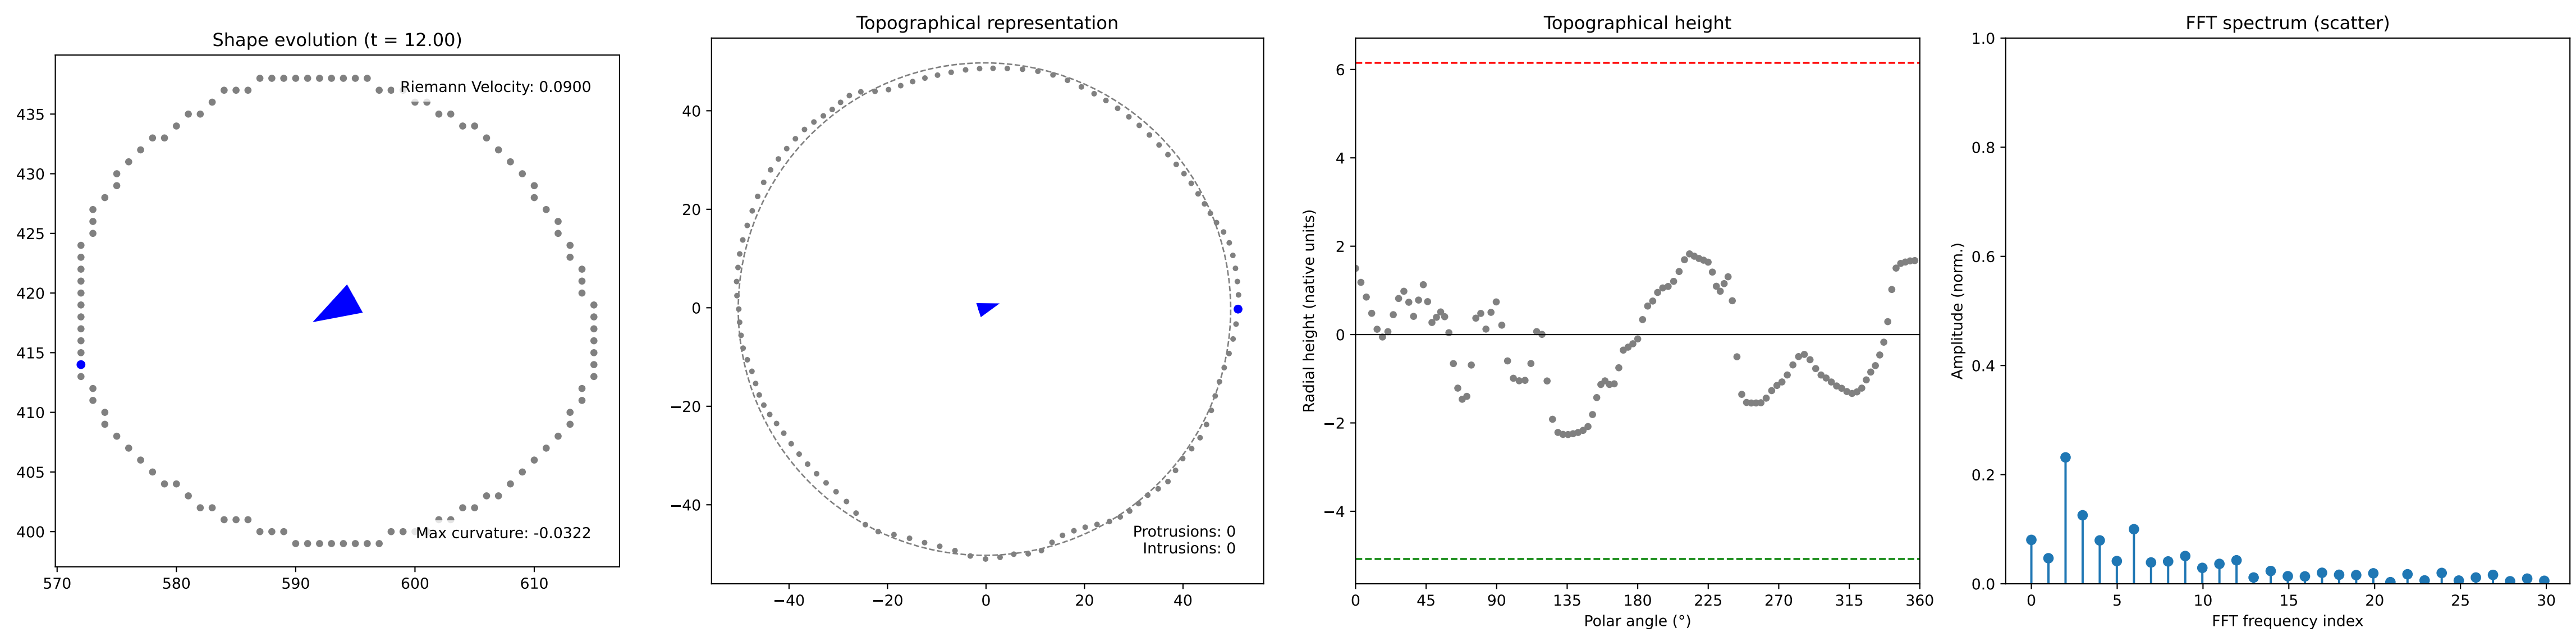 Shape evolution (t = 12.00)
Riemann Velocity: 0.0900
Max curvature: -0.0322
435
430
425
420
415
410
405
400
570 580 590 600 610
Topographical representation
40
20
0
−20
−40
−40 −20 0 20 40
Protrusions: 0
Intrusions: 0
Topographical height
Radial height (native units)
6
4
2
0
−2
−4
0 45 90 135 180 225 270 315 360
Polar angle (°)
FFT spectrum (scatter)
Amplitude (norm.)
1.0
0.8
0.6
0.4
0.2
0.0
0 5 10 15 20 25 30
FFT frequency index